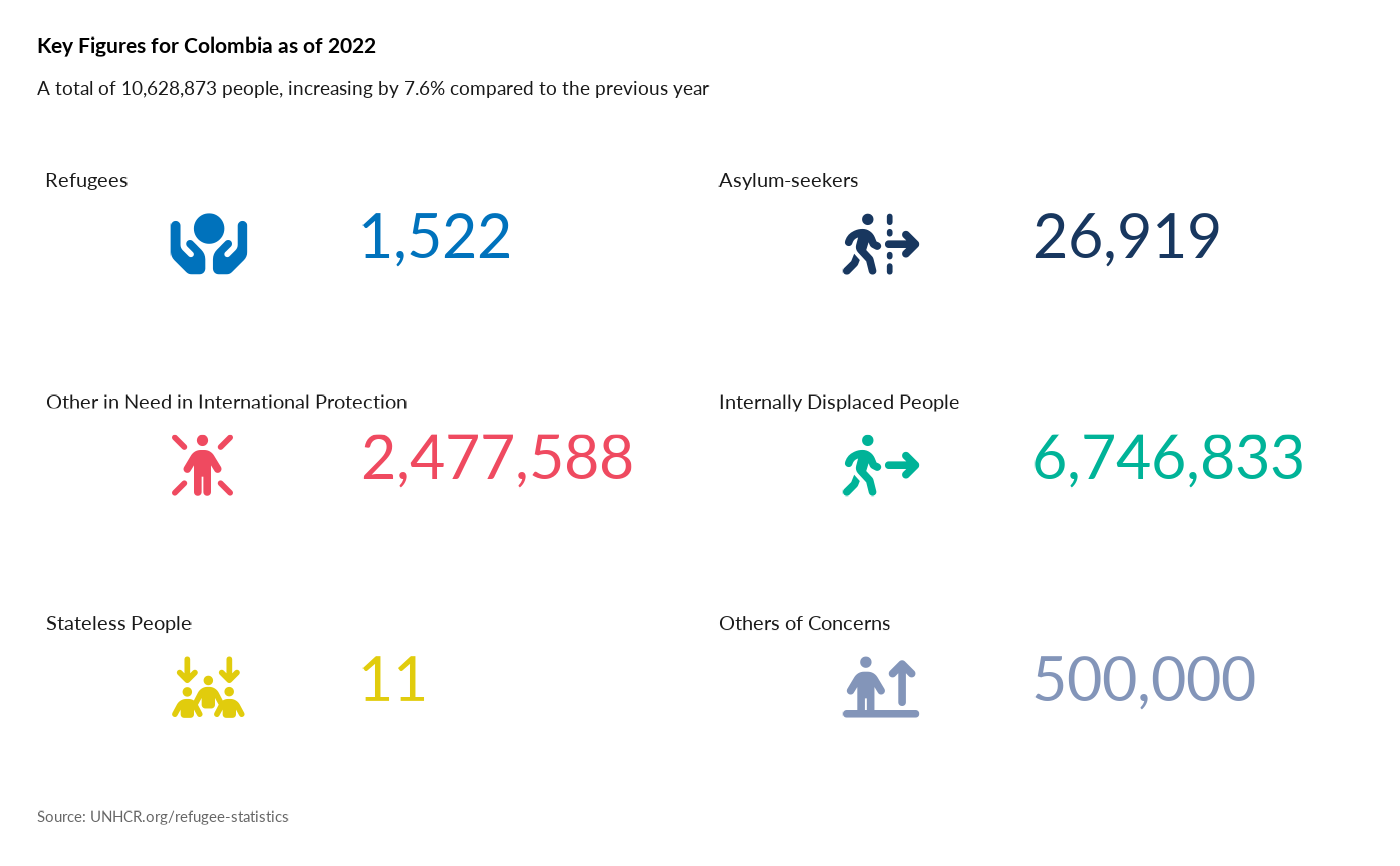 Key Figures for Colombia as of 2022
A total of 10,628,873 people, increasing by 7.6% compared to the previous year
Refugees
1,522
Asylum-seekers
26,919
Other in Need in International Protection
2,477,588
Internally Displaced People
6,746,833
Stateless People
11
Others of Concerns
500,000
Source: UNHCR.org/refugee-statistics